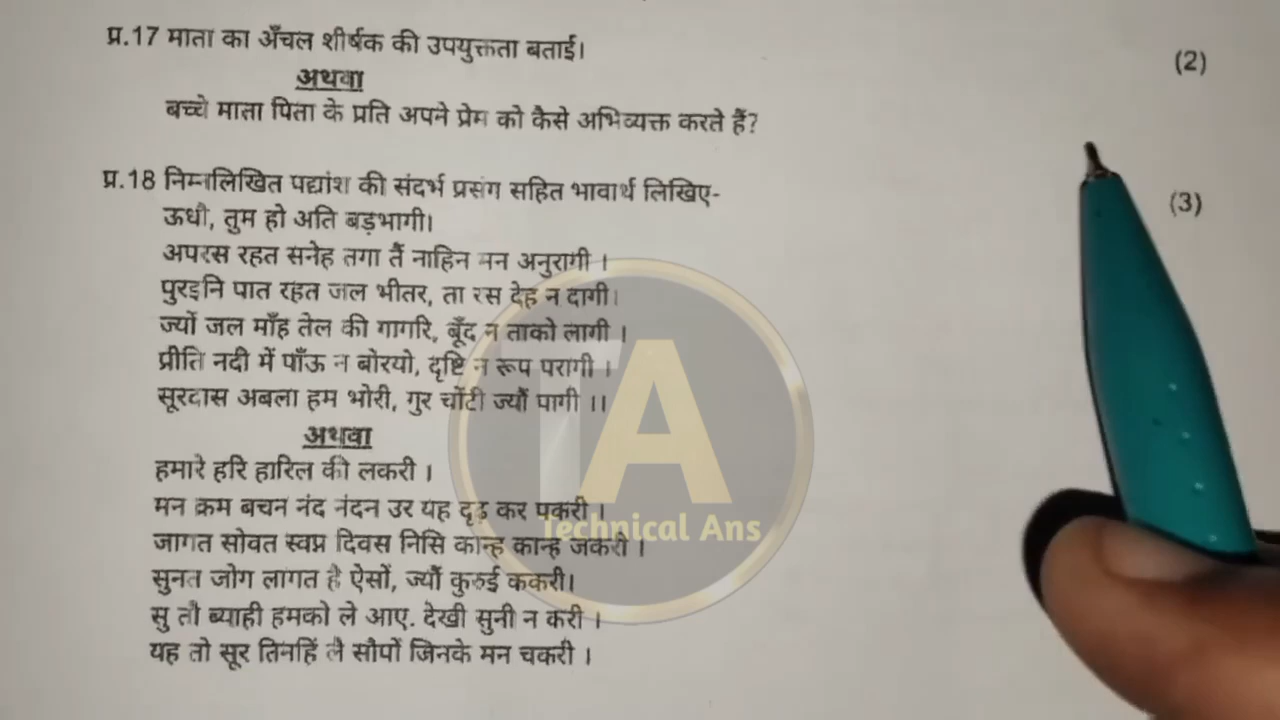 प्र.17 माता का अँचल शीर्षक की उपयुक्तता बताई।
(2)
अथवा
बच्चे माता पिता के प्रति अपने प्रेम को कैसे अभिव्यक्त करते हैं?
प्र.18 निम्नलिखित पद्यांश की संदर्भ प्रसंग सहित भावार्थ लिखिए-
(3)
ऊधौ, तुम हो अति बड़भागी।
अपरस रहत सनेह तगा तैं नाहिन मन अनुरागी ।
पुरइनि पात रहत जल भीतर, ता रस देह न दागी।
ज्यों जल माँह तेल की गागरि, बूँद न ताको लागी ।
प्रीति नदी में पाँऊ न बोरयो, दृष्टि न रूप परागी ।
सूरदास अबला हम भोरी, गुर चाँटी ज्यौं पागी ।।
अथवा
हमारे हरि हारिल की लकरी ।
मन क्रम बचन नंद नंदन उर यह दृढ़ कर पकरी ।
जागत सोवत स्वप्न दिवस निसि कान्ह कान्ह जकरी ।
सुनत जोग लागत है ऐसों, ज्यौं कुरुई ककरी।
सु तौ ब्याही हमको ले आए. देखी सुनी न करी ।
यह तो सूर तिनहिं लै सौपों जिनके मन चकरी ।
TA
Technical Ans